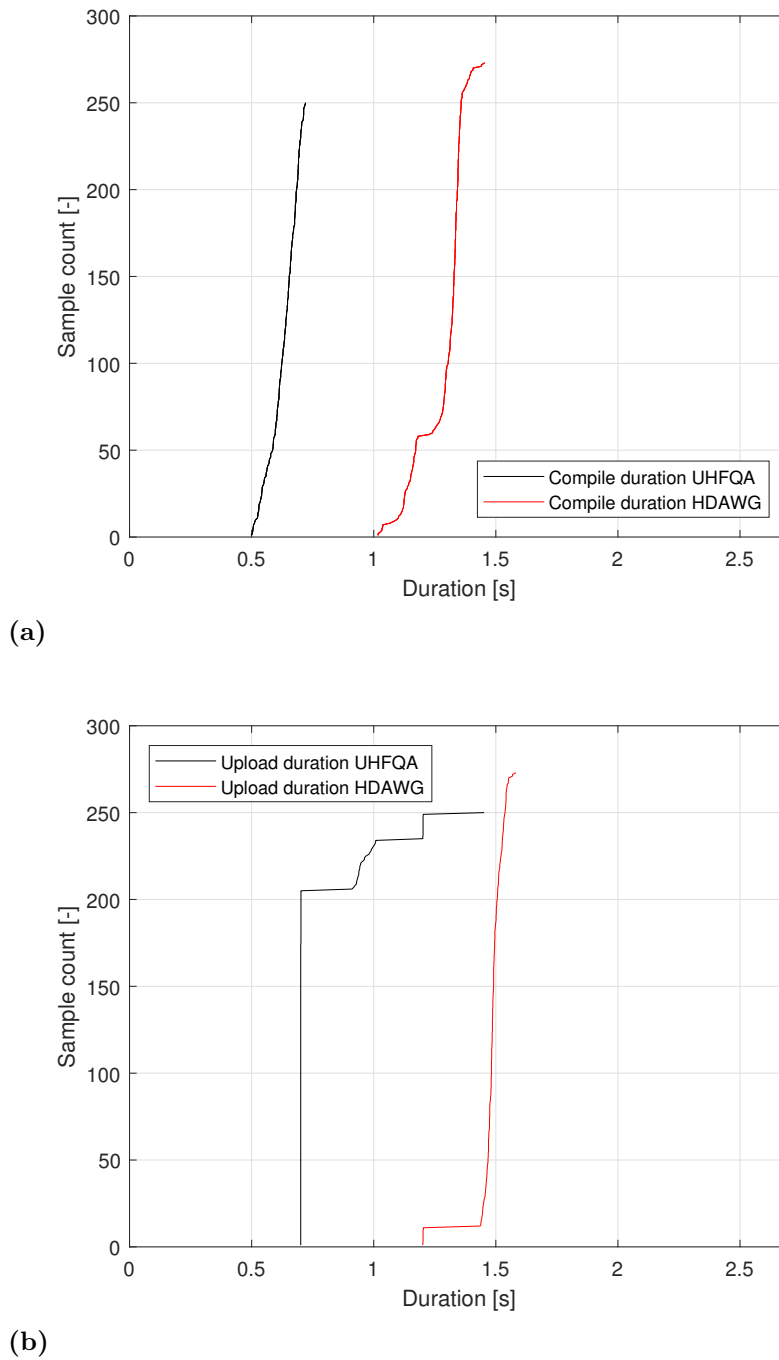 300
250
200
150
100
50
0
Sample count [-]
Compile duration UHFQA
Compile duration HDAWG
0 0.5 1 1.5 2 2.5
Duration [s]
(a)
300
250
200
150
100
50
0
Sample count [-]
Upload duration UHFQA
Upload duration HDAWG
0 0.5 1 1.5 2 2.5
Duration [s]
(b)